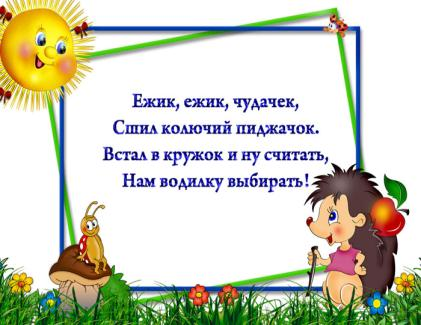 Ежик, ежик, чудачек,
Сшил колючий пиджачок.
Встал в кружок и ну считать,
Нам водилку выбирать!